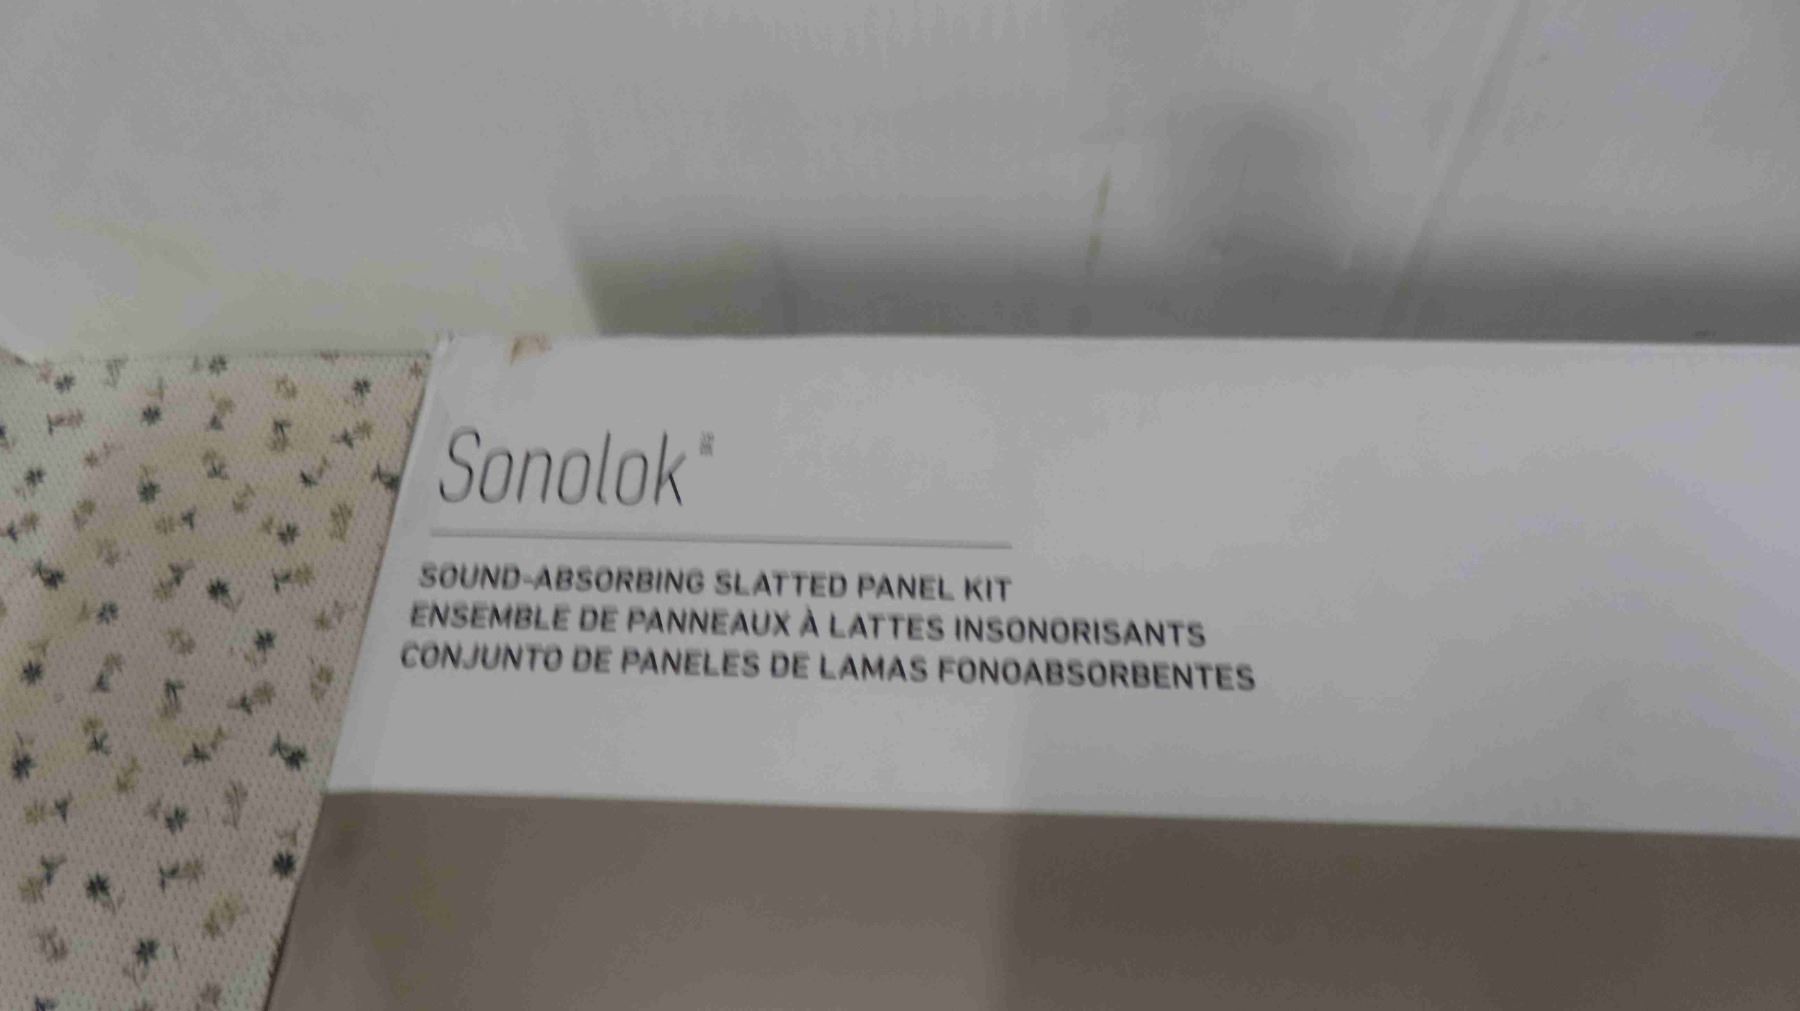 Sonolok
SOUND-ABSORBING SLATTED PANEL KIT
ENSEMBLE DE PANNEAUX À LATTES INSONORISANTS
CONJUNTO DE PANELES DE LAMAS FONOABSORBENTES